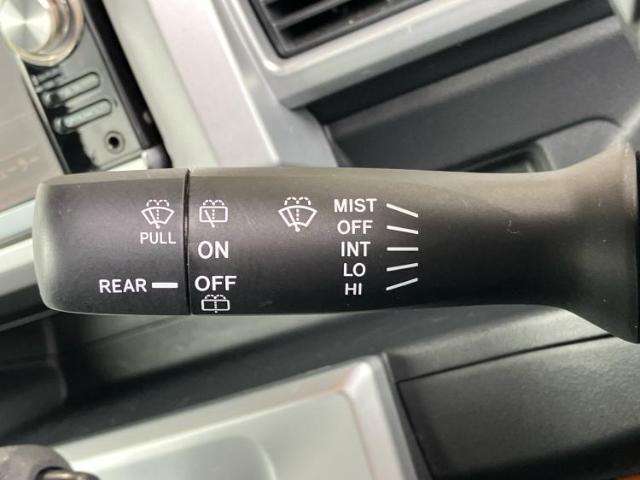 PULL
REAR
ON
OFF
MIST
OFF
INT
LO
HI